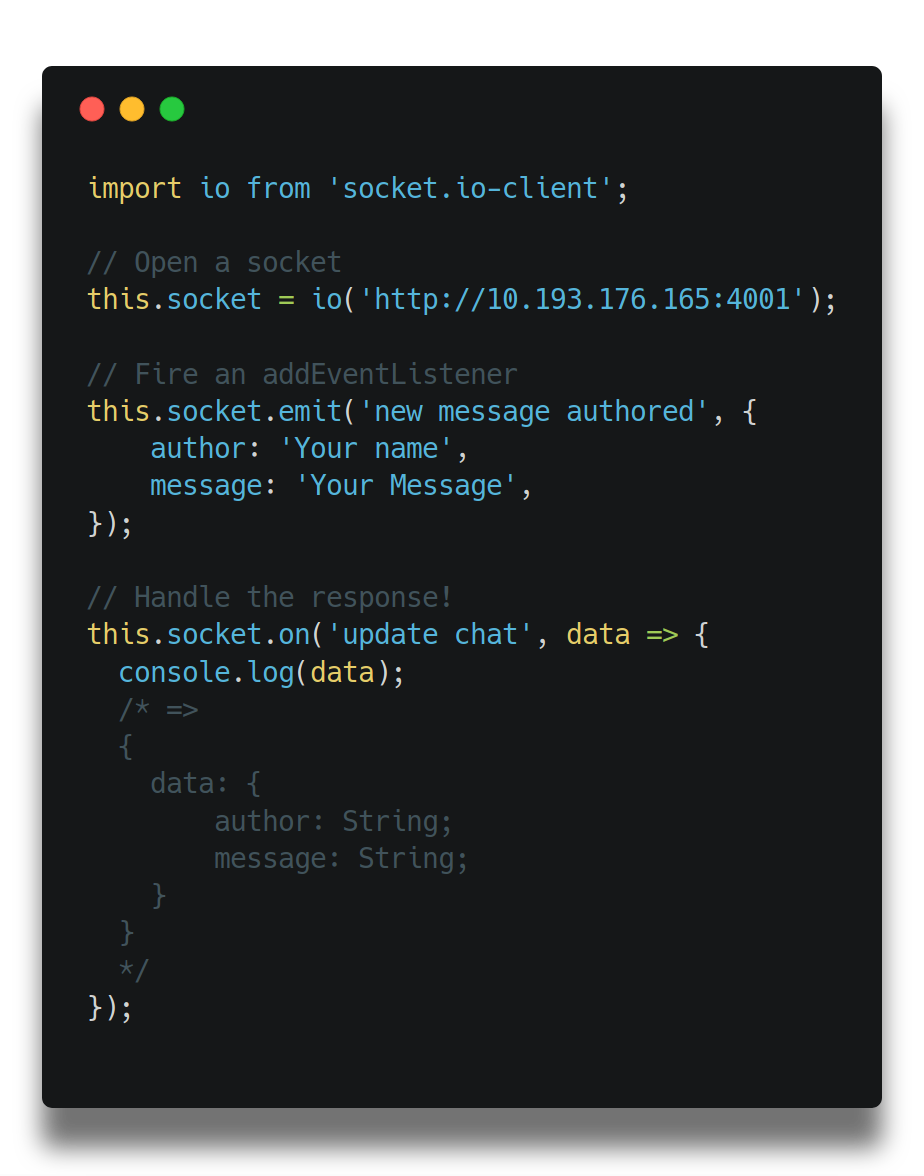 import io from 'socket.io-client';

// Open a socket
this.socket = io('http://10.193.176.165:4001');

// Fire an addEventListener
this.socket.emit('new message authored', {
    author: 'Your name',
    message: 'Your Message',
});

// Handle the response!
this.socket.on('update chat', data => {
  console.log(data);
  /* =>
  {
    data: {
        author: String;
        message: String;
    }
  }
  */
});